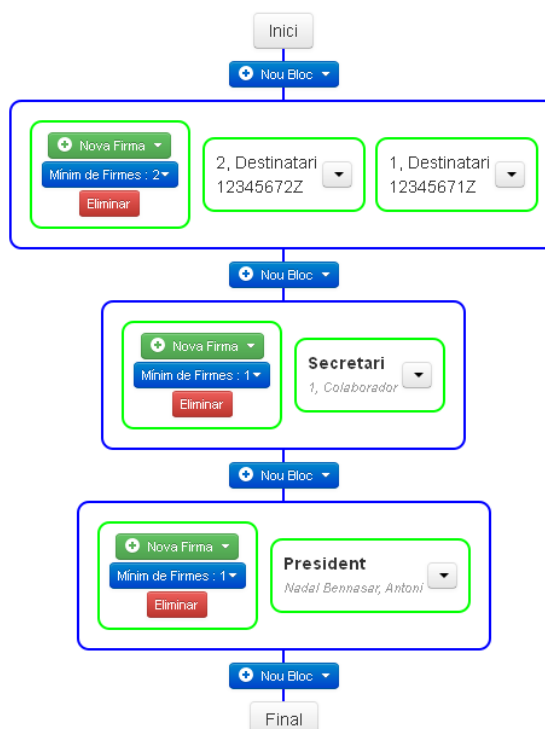 Inici
Nou Bloc
Nova Firma
Mínim de Firmes : 2
Eliminar
2, Destinatari
12345672Z
1, Destinatari
12345671Z
Nou Bloc
Nova Firma
Mínim de Firmes : 1
Eliminar
Secretari
1, Colaborador
Nou Bloc
Nova Firma
Mínim de Firmes : 1
Eliminar
President
Nadal Bennasar, Antoni
Nou Bloc
Final